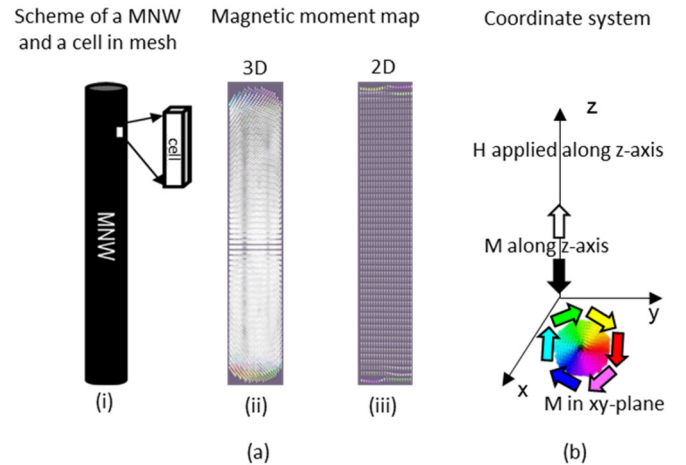 Scheme of a MNW
and a cell in mesh
Magnetic moment map
Coordinate system
3D
2D
cell
MNW
z
H applied along z-axis
M along z-axis
y
x
M in xy-plane
(i)
(ii)
(iii)
(a)
(b)